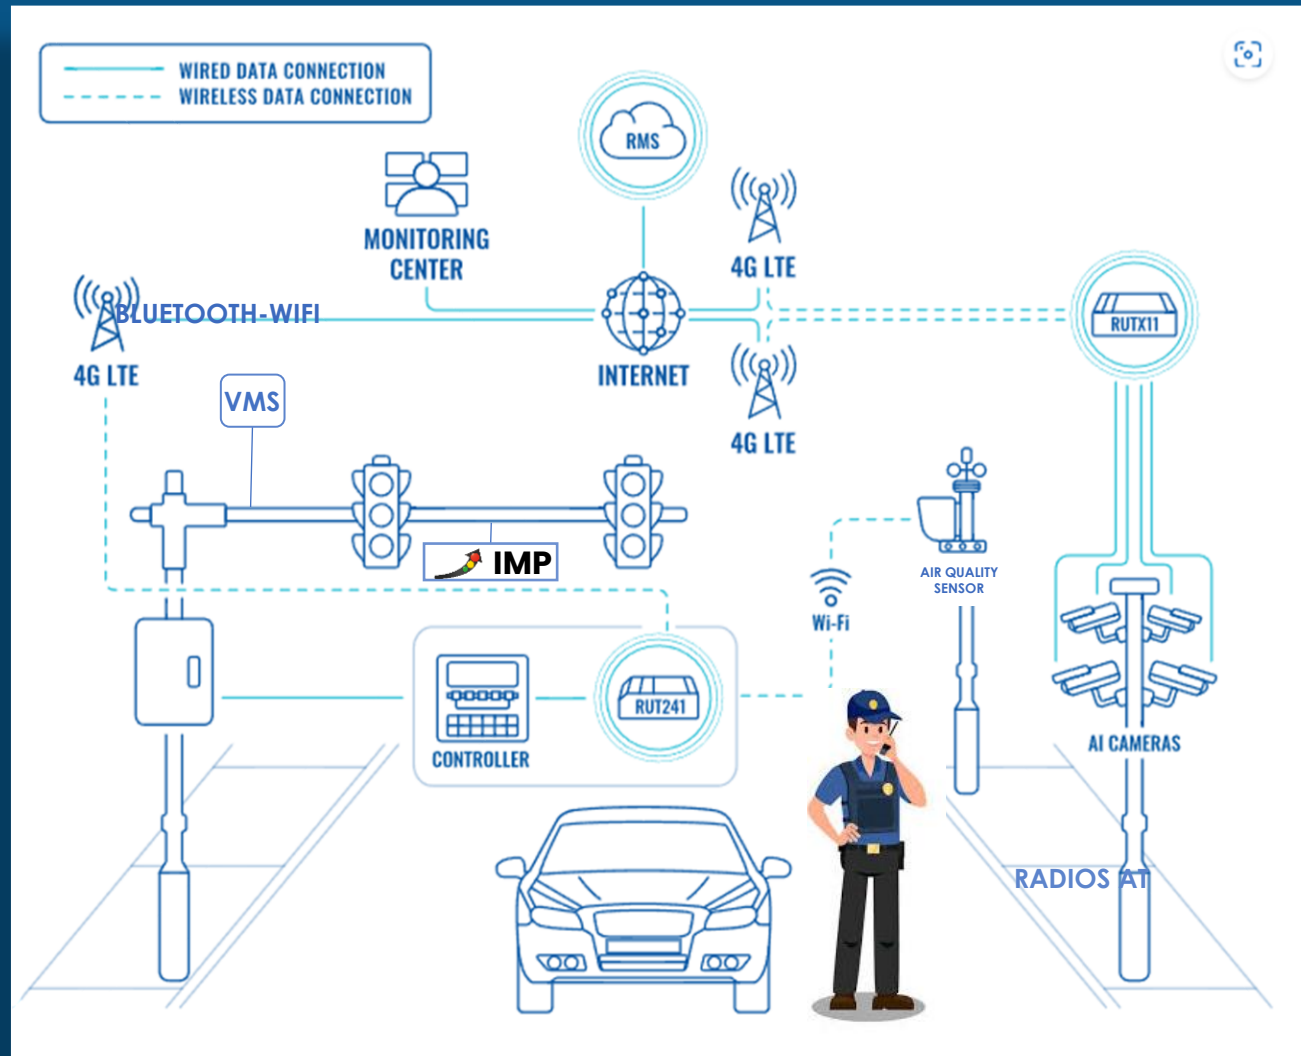 WIRED DATA CONNECTION
WIRELESS DATA CONNECTION
RMS
MONITORING
CENTER
4G LTE
BLUETOOTH-WIFI
4G LTE
INTERNET
RUTX11
4G LTE
VMS
IMP
AIR QUALITY
SENSOR
Wi-Fi
CONTROLLER
RUT241
AI CAMERAS
RADIOS AT